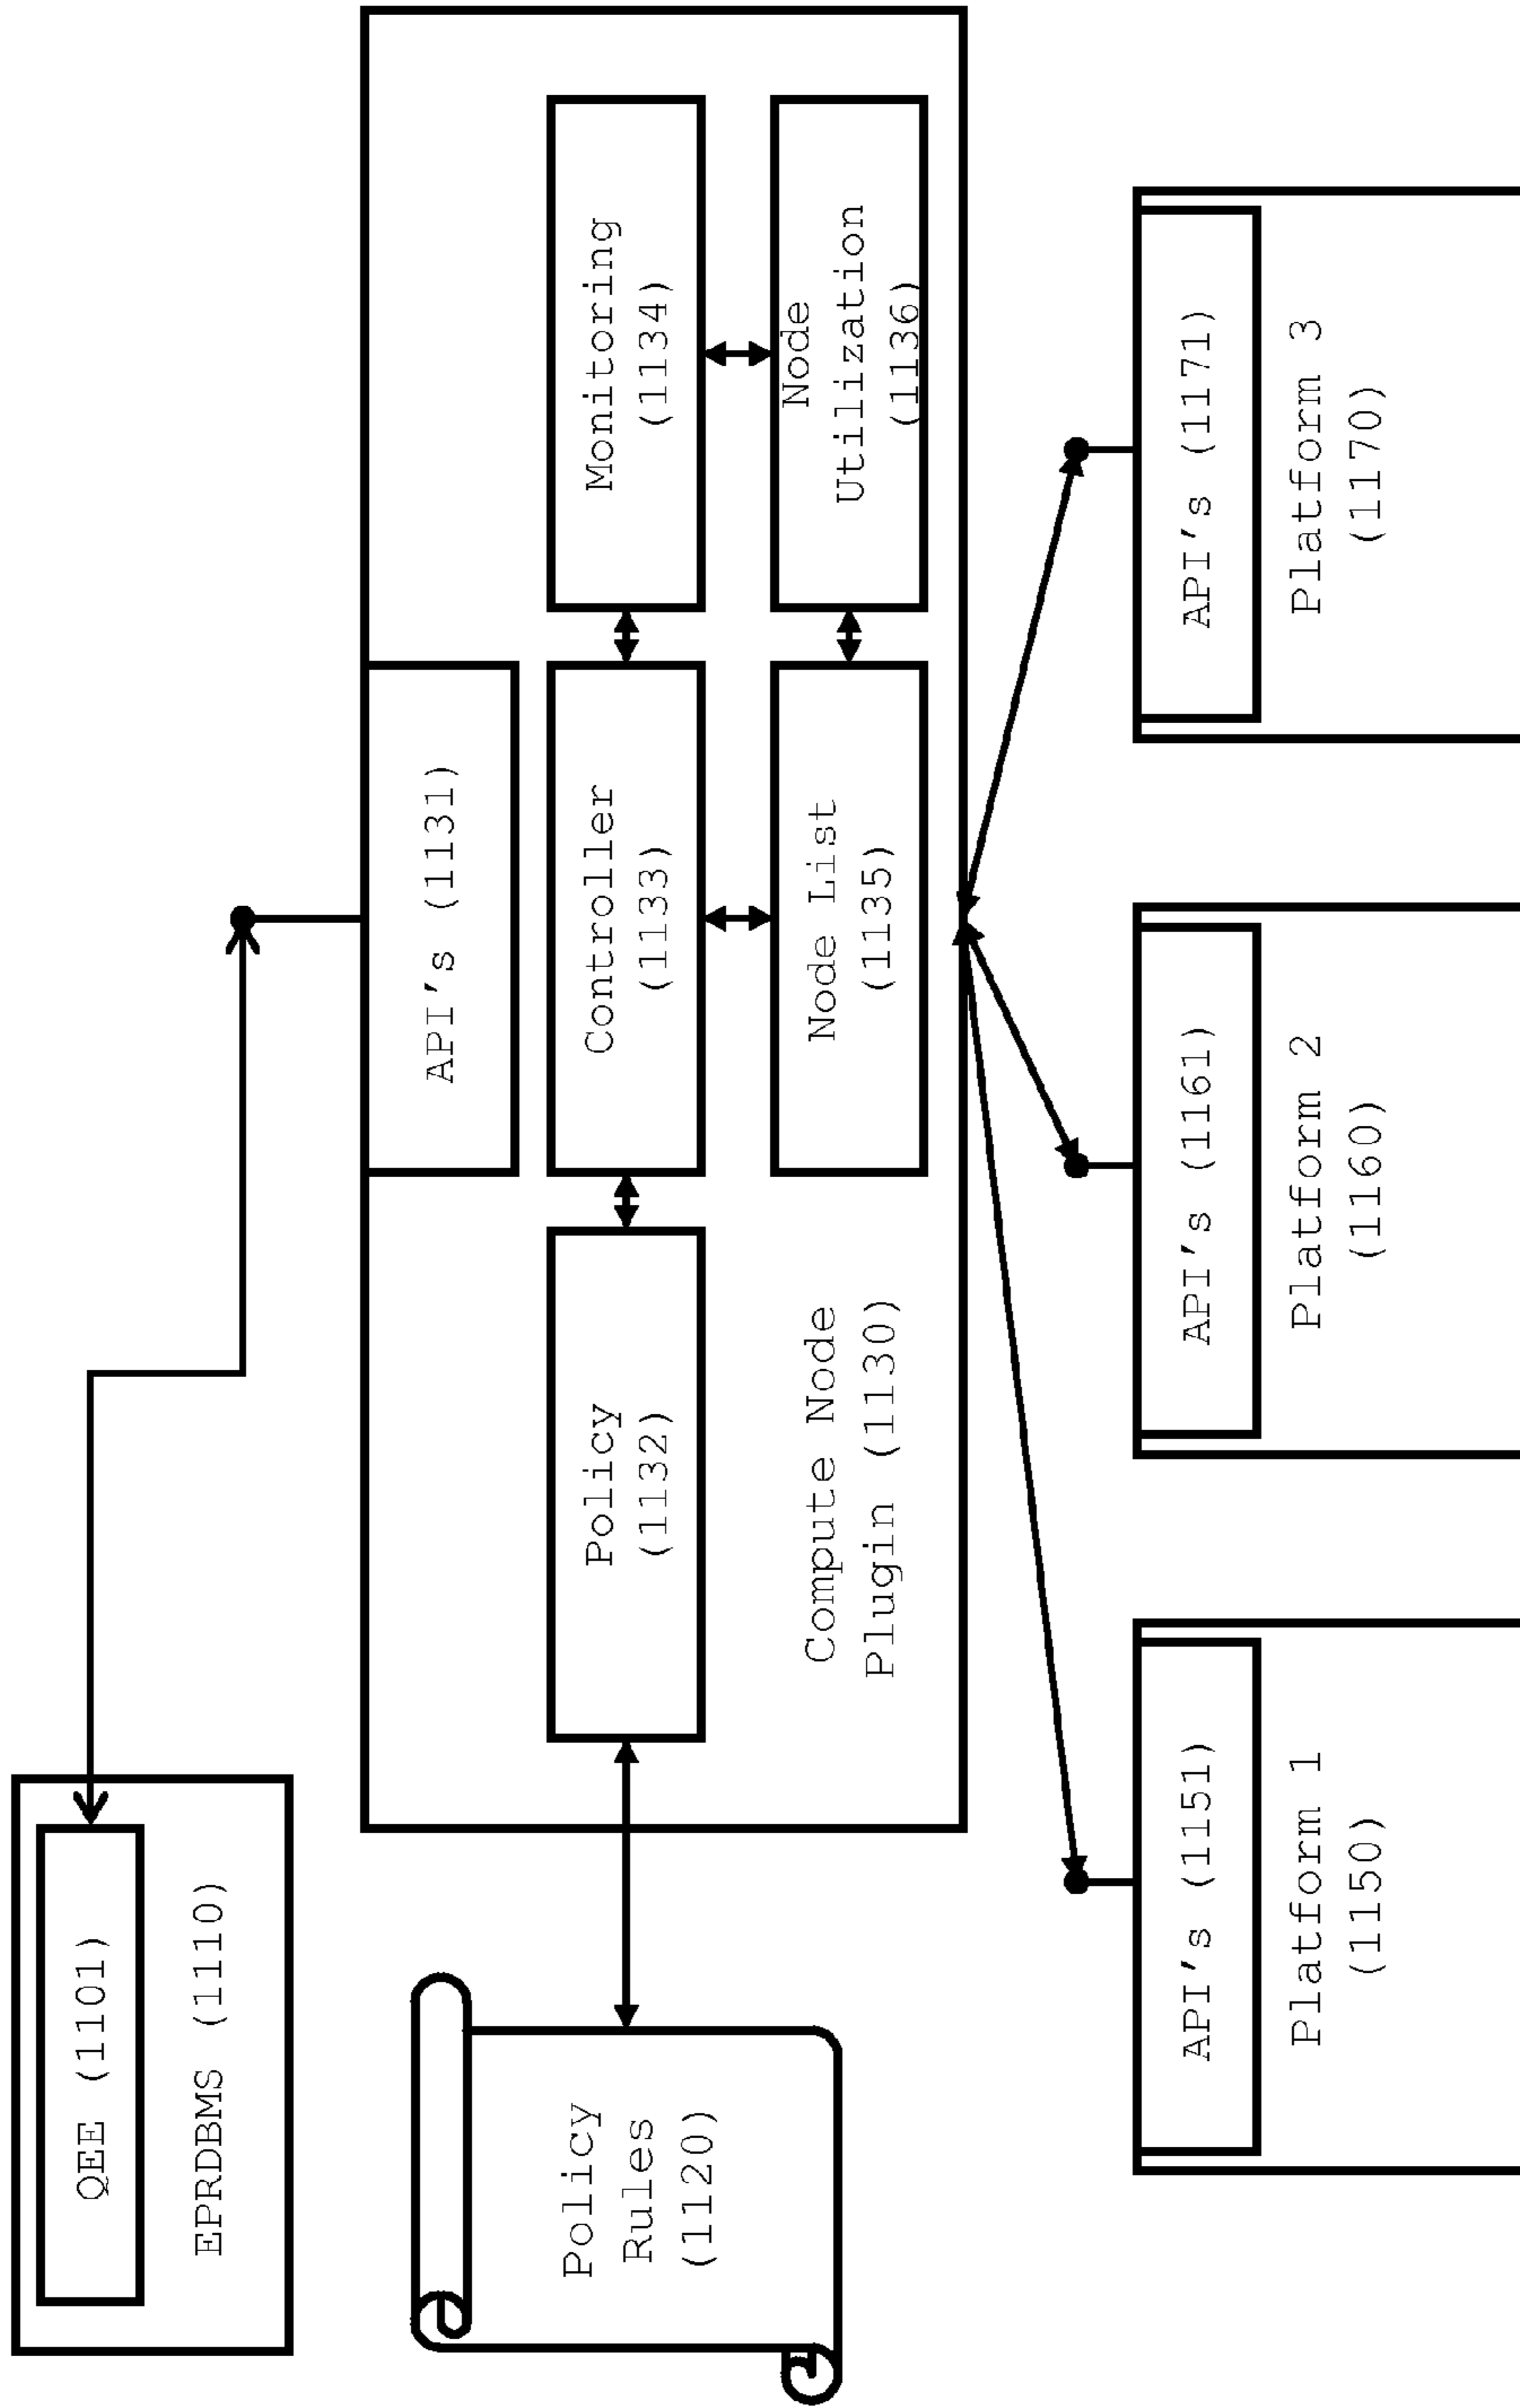 QEE (1101)
EPRDBMS (1110)
Policy
Rules
(1120)
API's (1131)
Policy
(1132)
Controller
(1133)
Monitoring
(1134)
Compute Node
Plugin (1130)
Node List
(1135)
Node
Utilization
(1136)
API's (1151)
Platform 1
(1150)
API's (1161)
Platform 2
(1160)
API's (1171)
Platform 3
(1170)